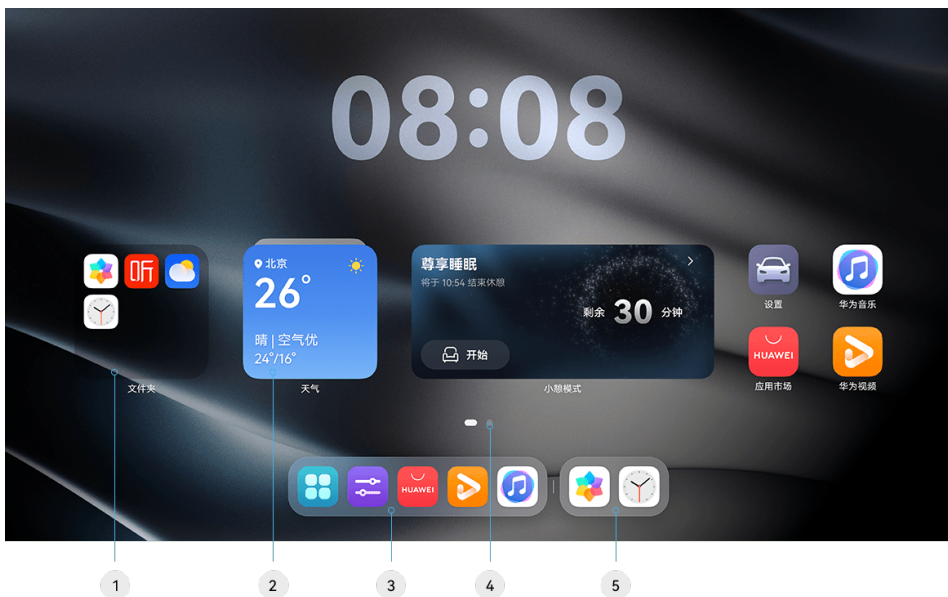 08:08
听
北京
26°
晴 | 空气优
24°/16°
尊享睡眠
将于 10:54 结束休憩
剩余 30 分钟
开始
HUAWEI
设置
华为音乐
应用市场
华为视频
文件夹
天气
小憩模式
HUAWEI
1
2
3
4
5